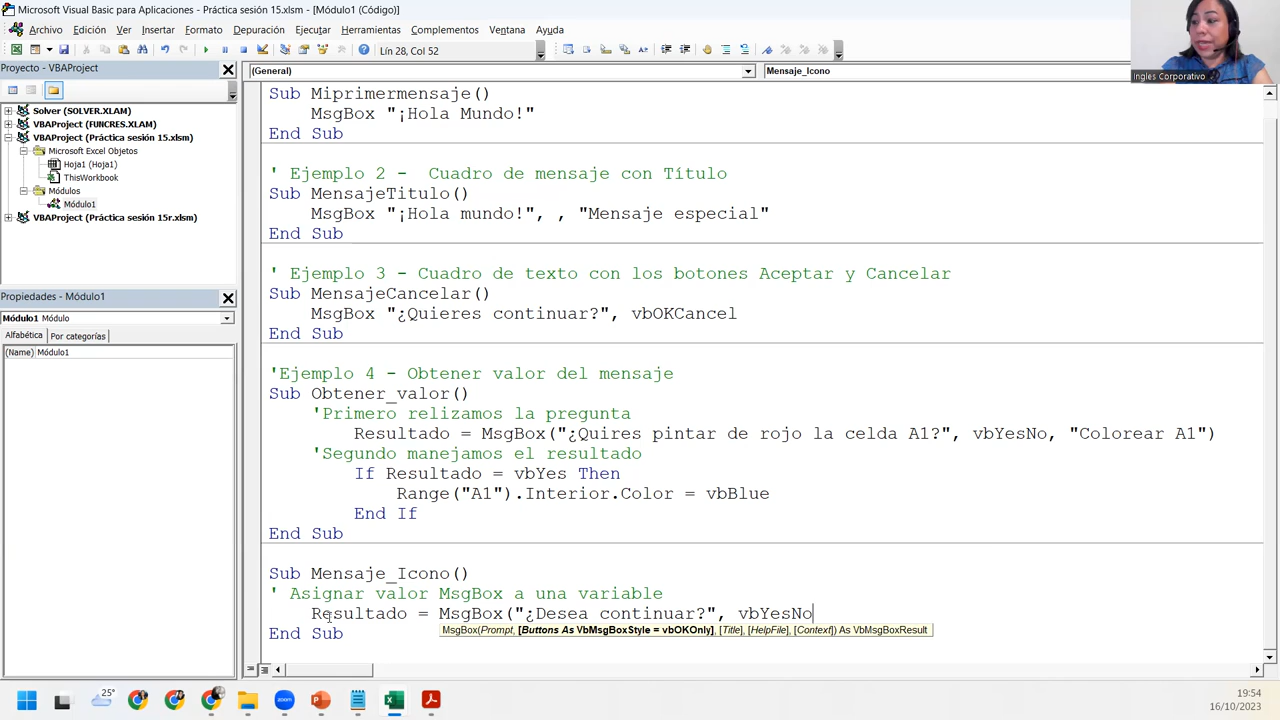 Microsoft Visual Basic para Aplicaciones - Práctica sesión 15.xlsm - [Módulo1 (Código)]
Archivo Edición Ver Insertar Formato Depuración Ejecutar Herramientas Complementos Ventana Ayuda
Lín 28, Col 52
Ingles Corporativo
Proyecto - VBAProject
(General) Mensaje_Icono
Solver (SOLVER.XLAM)
VBAProject (FUNCRES.XLAM)
VBAProject (Práctica sesión 15.xlsm)
Microsoft Excel Objetos
Hoja1 (Hoja1)
ThisWorkbook
Módulos
Módulo1
VBAProject (Práctica sesión 15r.xlsm)
Propiedades - Módulo1
Módulo1 Módulo
Alfabética Por categorías
(Name) Módulo1
Sub Miprimermensaje()
MsgBox "¡Hola Mundo!"
End Sub
' Ejemplo 2 - Cuadro de mensaje con Título
Sub MensajeTitulo()
MsgBox "¡Hola mundo!", , "Mensaje especial"
End Sub
' Ejemplo 3 - Cuadro de texto con los botones Aceptar y Cancelar
Sub MensajeCancelar()
MsgBox "¿Quieres continuar?", vbOKCancel
End Sub
'Ejemplo 4 - Obtener valor del mensaje
Sub Obtener_valor()
'Primero relizamos la pregunta
Resultado = MsgBox("¿Quires pintar de rojo la celda A1?", vbYesNo, "Colorear A1")
'Segundo manejamos el resultado
If Resultado = vbYes Then
Range("A1").Interior.Color = vbBlue
End If
End Sub
Sub Mensaje_Icono()
' Asignar valor MsgBox a una variable
Resultado = MsgBox("¿Desea continuar?", vbYesNo
MsgBox(Prompt, [Buttons As VbMsgBoxStyle = vbOKOnly], [Title], [HelpFile], [Context]) As VbMsgBoxResult
End Sub
25°
zoom
19:54
16/10/2023